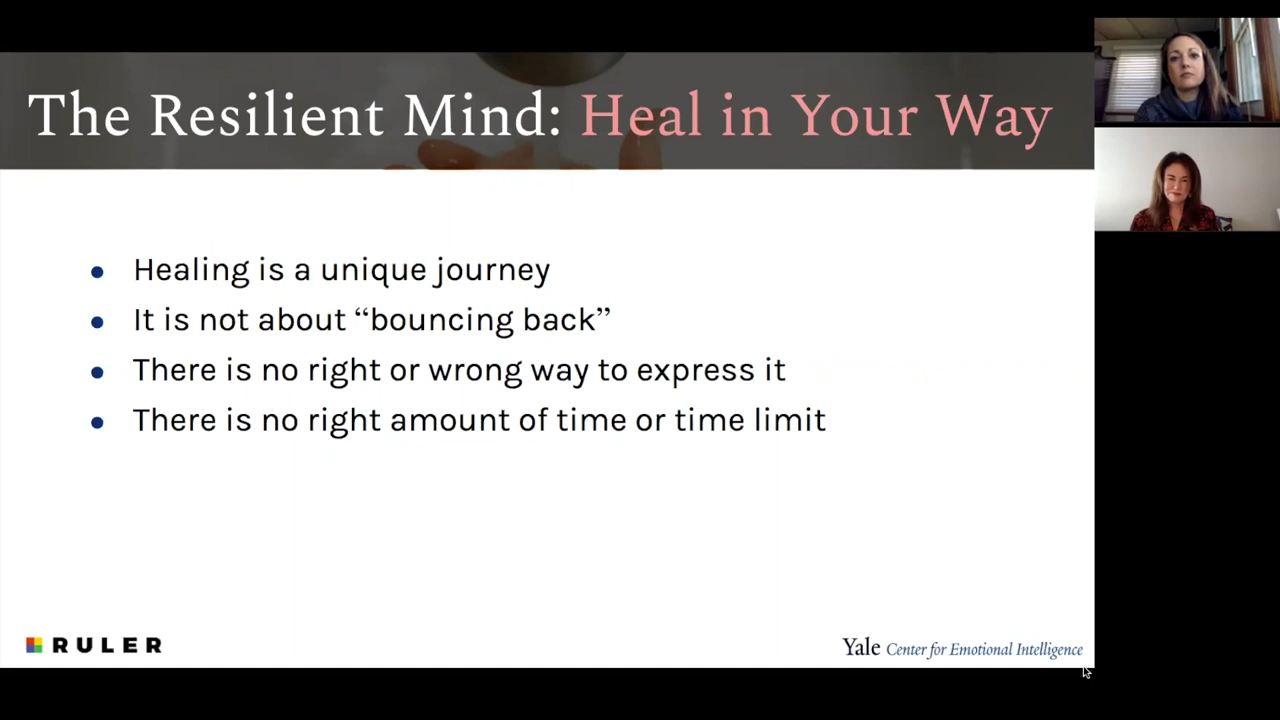 The Resilient Mind: Heal in Your Way
● Healing is a unique journey
● It is not about “bouncing back”
● There is no right or wrong way to express it
● There is no right amount of time or time limit
RULER
Yale Center for Emotional Intelligence